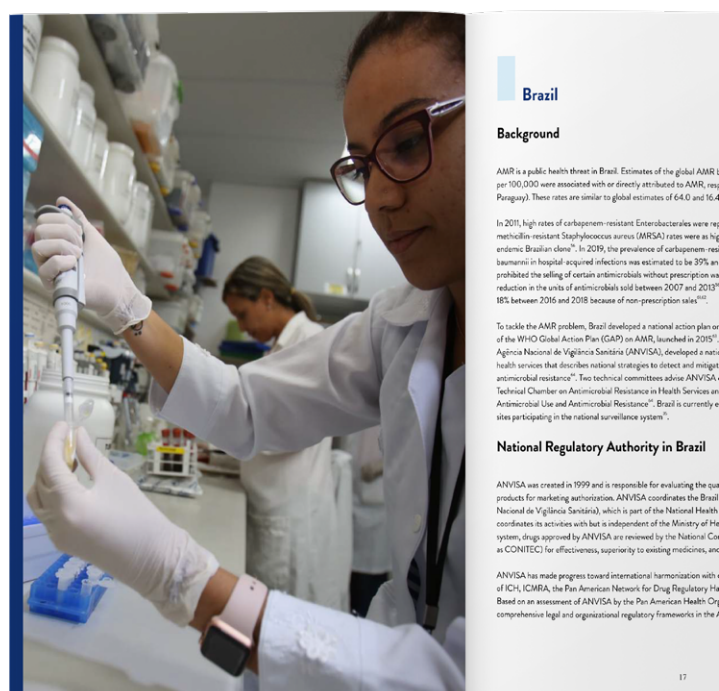 Brazil
Background
AMR is a public health threat in Brazil. Estimates of the global AMR b
per 100,000 were associated with or directly attributed to AMR, resp
Paraguay). These rates are similar to global estimates of 64.0 and 16.4
In 2011, high rates of carbapenem-resistant Enterobacterales were rep
methicillin-resistant Staphylococcus aureus (MRSA) rates were as hig
endemic Brazilian clone
baumannii in hospital-acquired infections was estimated to be 39% an
prohibited the selling of certain antimicrobials without prescription wa
reduction in the units of antimicrobials sold between 2007 and 2013
18% between 2016 and 2018 because of non-prescription sales
To tackle the AMR problem, Brazil developed a national action plan or
of the WHO Global Action Plan (GAP) on AMR, launched in 2015
Agência Nacional de Vigilância Sanitária (ANVISA), developed a natio
health services that describes national strategies to detect and mitigat
antimicrobial resistance. Two technical committees advise ANVISA
Technical Chamber on Antimicrobial Resistance in Health Services an
Antimicrobial Use and Antimicrobial Resistance. Brazil is currently e
sites participating in the national surveillance system
National Regulatory Authority in Brazil
ANVISA was created in 1999 and is responsible for evaluating the qua
products for marketing authorization. ANVISA coordinates the Brazil
Nacional de Vigilância Sanitária), which is part of the National Health
coordinates its activities with but is independent of the Ministry of He
system, drugs approved by ANVISA are reviewed by the National Co
as CONITEC) for effectiveness, superiority to existing medicines, and
ANVISA has made progress toward international harmonization with
of ICH, ICMRA, the Pan American Network for Drug Regulatory Ha
Based on an assessment of ANVISA by the Pan American Health Org
comprehensive legal and organizational regulatory frameworks in the A
17